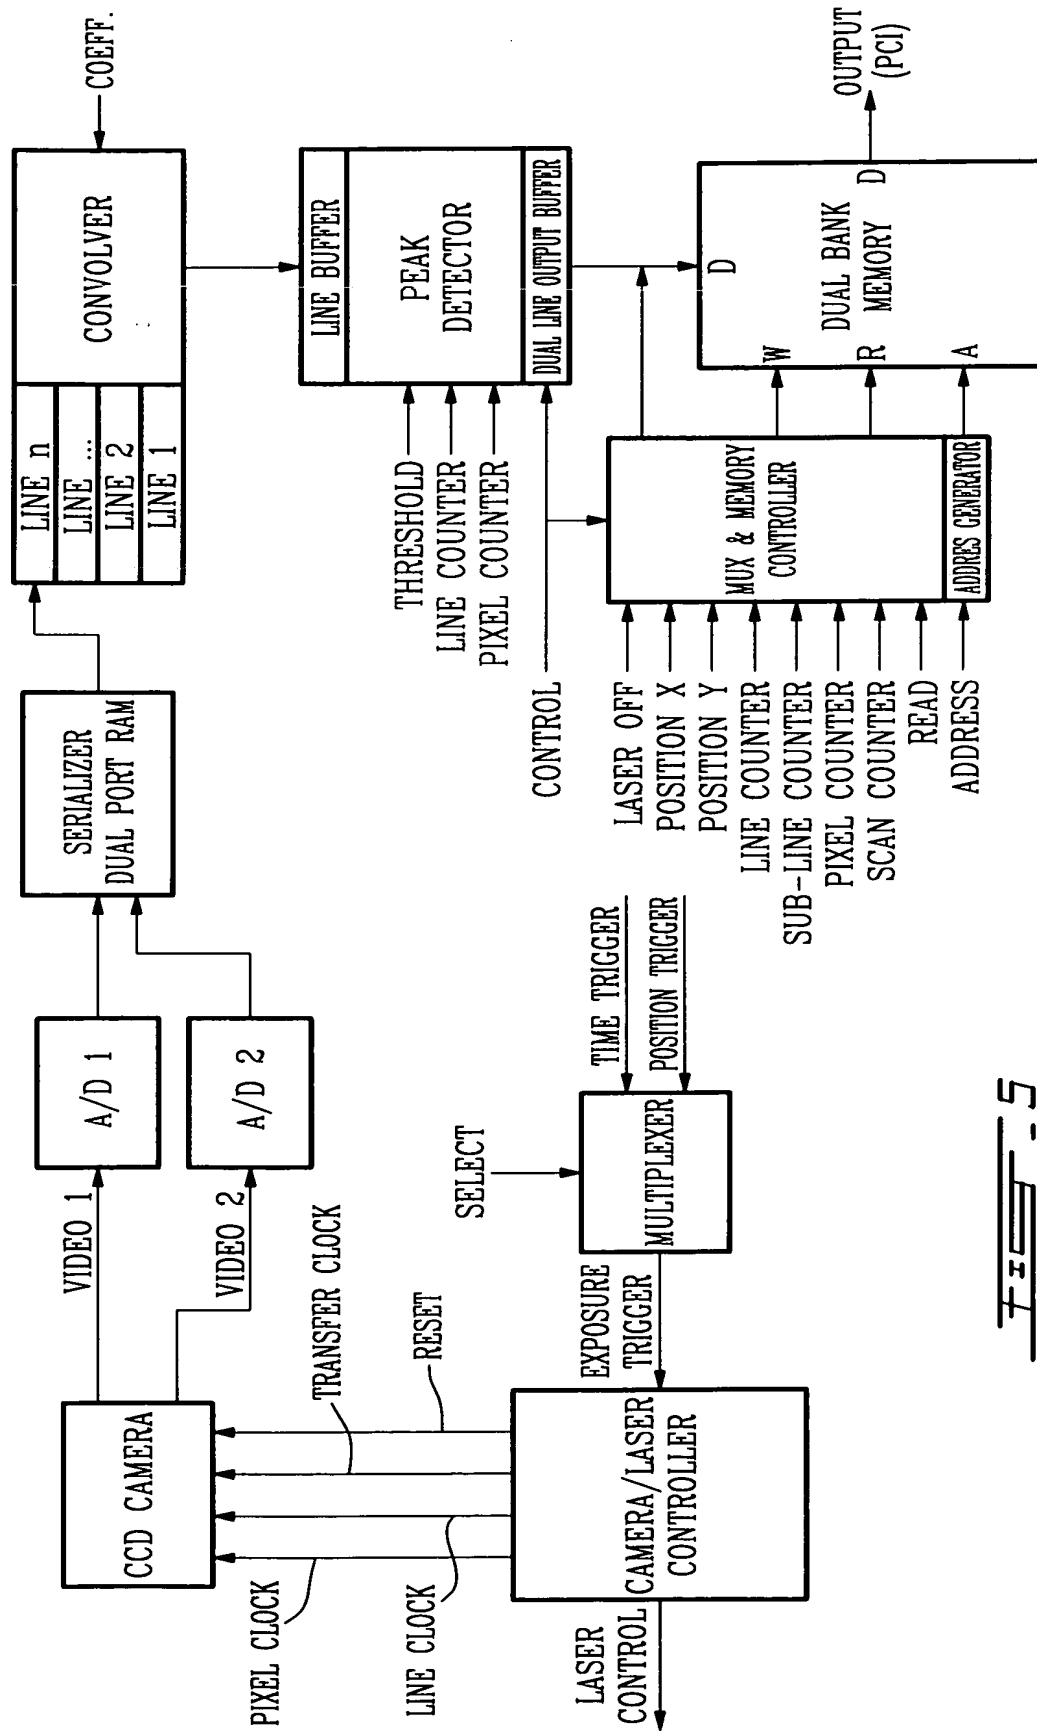 CCD CAMERA
VIDEO 1
VIDEO 2
A/D 1
A/D 2
SERIALIZER
DUAL PORT RAM
LINE n
LINE ...
LINE 2
LINE 1
CONVOLVER
COEFF.
PIXEL CLOCK
LINE CLOCK
TRANSFER CLOCK
RESET
LASER
CONTROL
CAMERA/LASER
CONTROLLER
EXPOSURE
TRIGGER
SELECT
MULTIPLEXER
TIME TRIGGER
POSITION TRIGGER
THRESHOLD
LINE COUNTER
PIXEL COUNTER
CONTROL
LINE BUFFER
PEAK
DETECTOR
DUAL LINE OUTPUT BUFFER
LASER OFF
POSITION X
POSITION Y
LINE COUNTER
SUB-LINE COUNTER
PIXEL COUNTER
SCAN COUNTER
READ
ADDRESS
MUX & MEMORY
CONTROLLER
ADDRES GENERATOR
D
W
R
A
DUAL BANK
MEMORY
D
OUTPUT
(PCI)
FIG-5